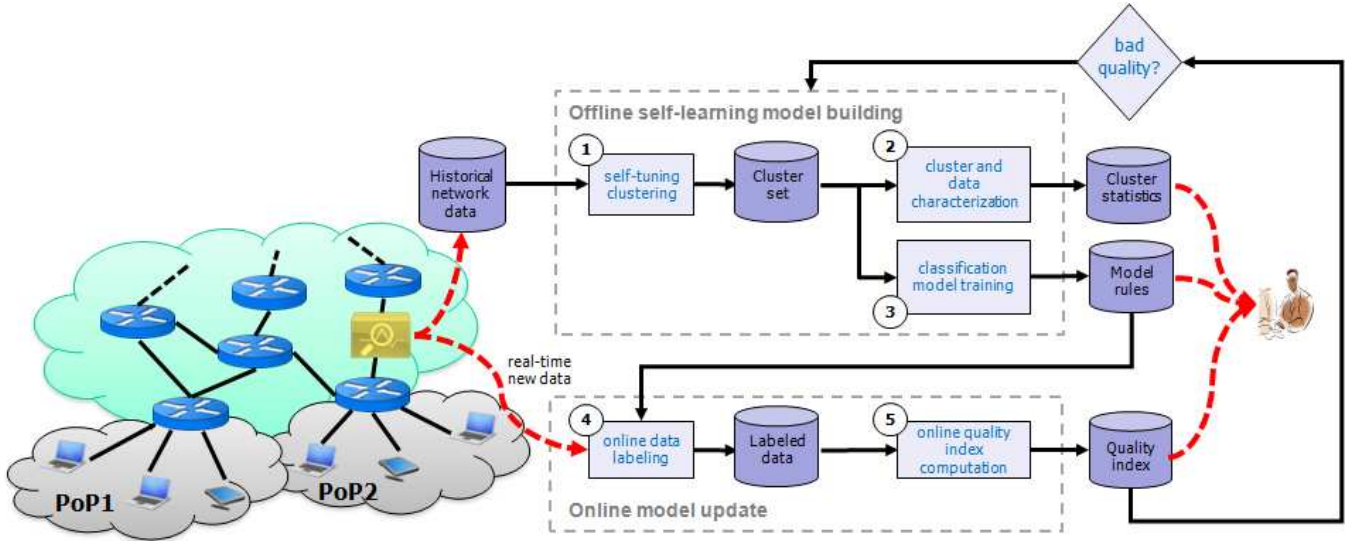 bad
quality?
Offline self-learning model building
1
2
Historical
network
data
self-tuning
clustering
Cluster
set
cluster and
data
characterization
Cluster
statistics
classification
model training
3
Model
rules
real-time
new data
4
5
online data
labeling
Labeled
data
online quality
index
computation
Quality
index
PoP1
PoP2
Online model update